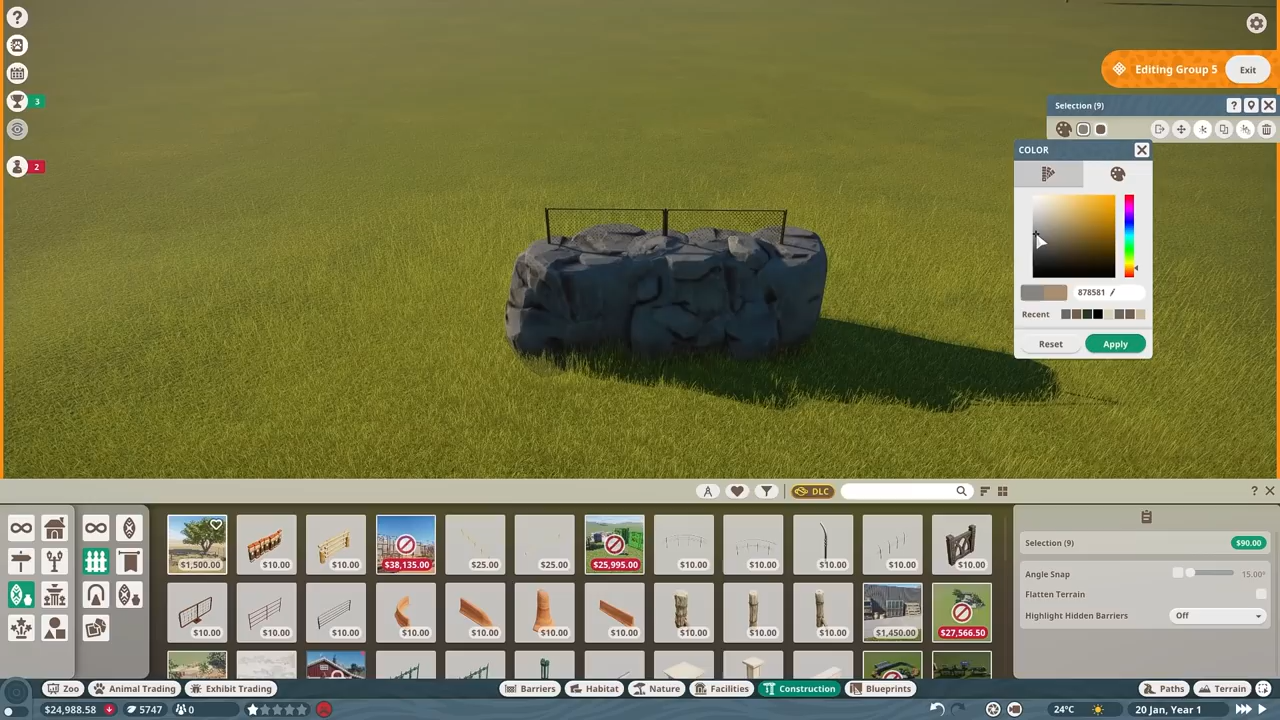 ?
Editing Group 5 Exit
Selection (9) ?
3
2
COLOR
878581
Recent
Reset Apply
DLC ?
$1,500.00 $10.00 $10.00 $38,135.00 $25.00 $25.00 $25,995.00 $10.00 $10.00 $10.00 $10.00 $10.00
Selection (9) $90.00
Angle Snap 15.00°
Flatten Terrain
Highlight Hidden Barriers Off
$10.00 $10.00 $10.00 $10.00 $10.00 $10.00 $10.00 $10.00 $10.00 $10.00 $1,450.00 $27,566.50
Zoo Animal Trading Exhibit Trading Barriers Habitat Nature Facilities Construction Blueprints Paths Terrain
$24,988.58 5747 0 24°C 20 Jan, Year 1